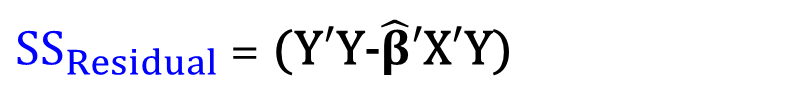 SS_Residual = (Y′Y-β̂′X′Y)